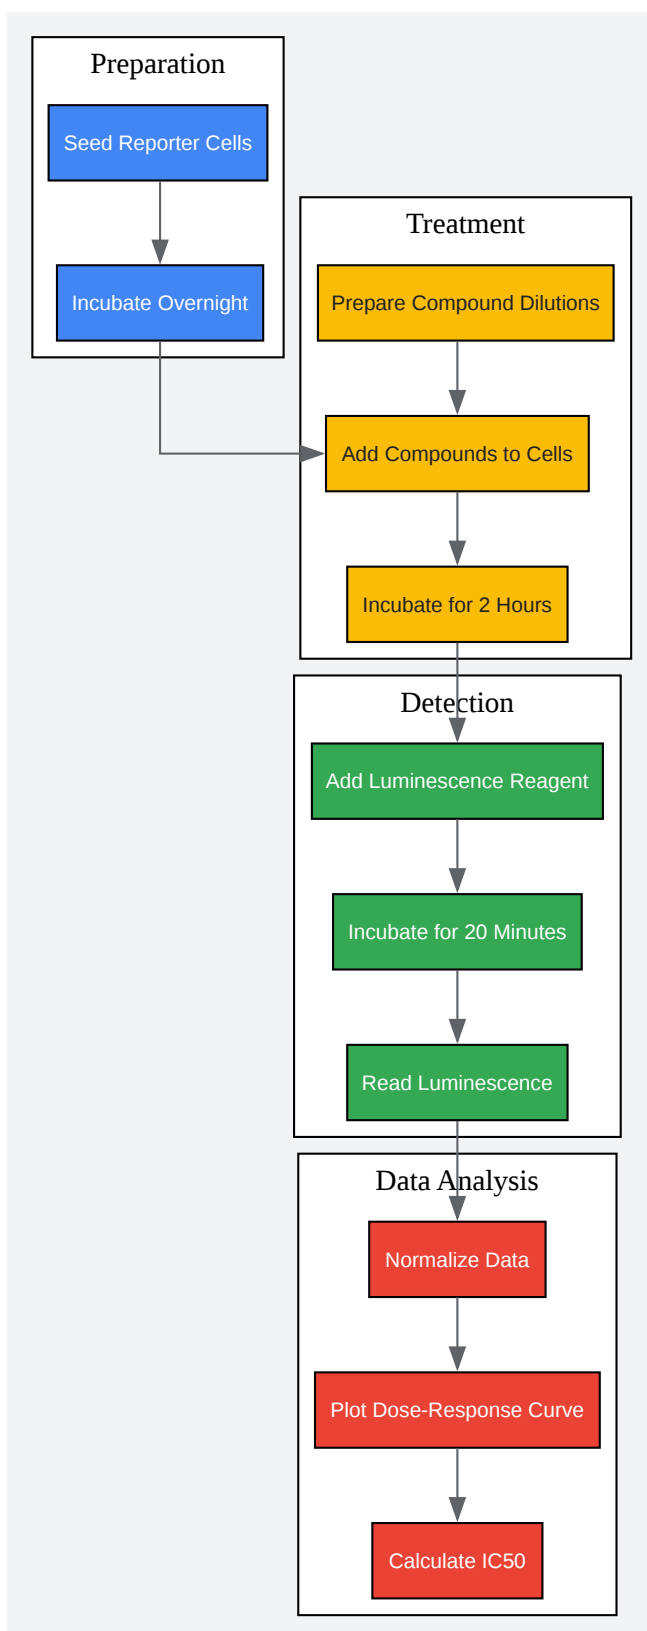 Preparation
Seed Reporter Cells
Incubate Overnight
Treatment
Prepare Compound Dilutions
Add Compounds to Cells
Incubate for 2 Hours
Detection
Add Luminescence Reagent
Incubate for 20 Minutes
Read Luminescence
Data Analysis
Normalize Data
Plot Dose-Response Curve
Calculate IC50